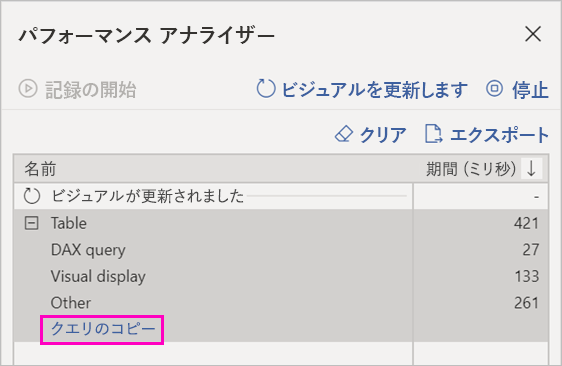 パフォーマンス アナライザー
記録の開始 ビジュアルを更新します 停止
クリア エクスポート
名前 期間 (ミリ秒) ↓
ビジュアルが更新されました -
Table 421
DAX query 27
Visual display 133
Other 261
クエリのコピー